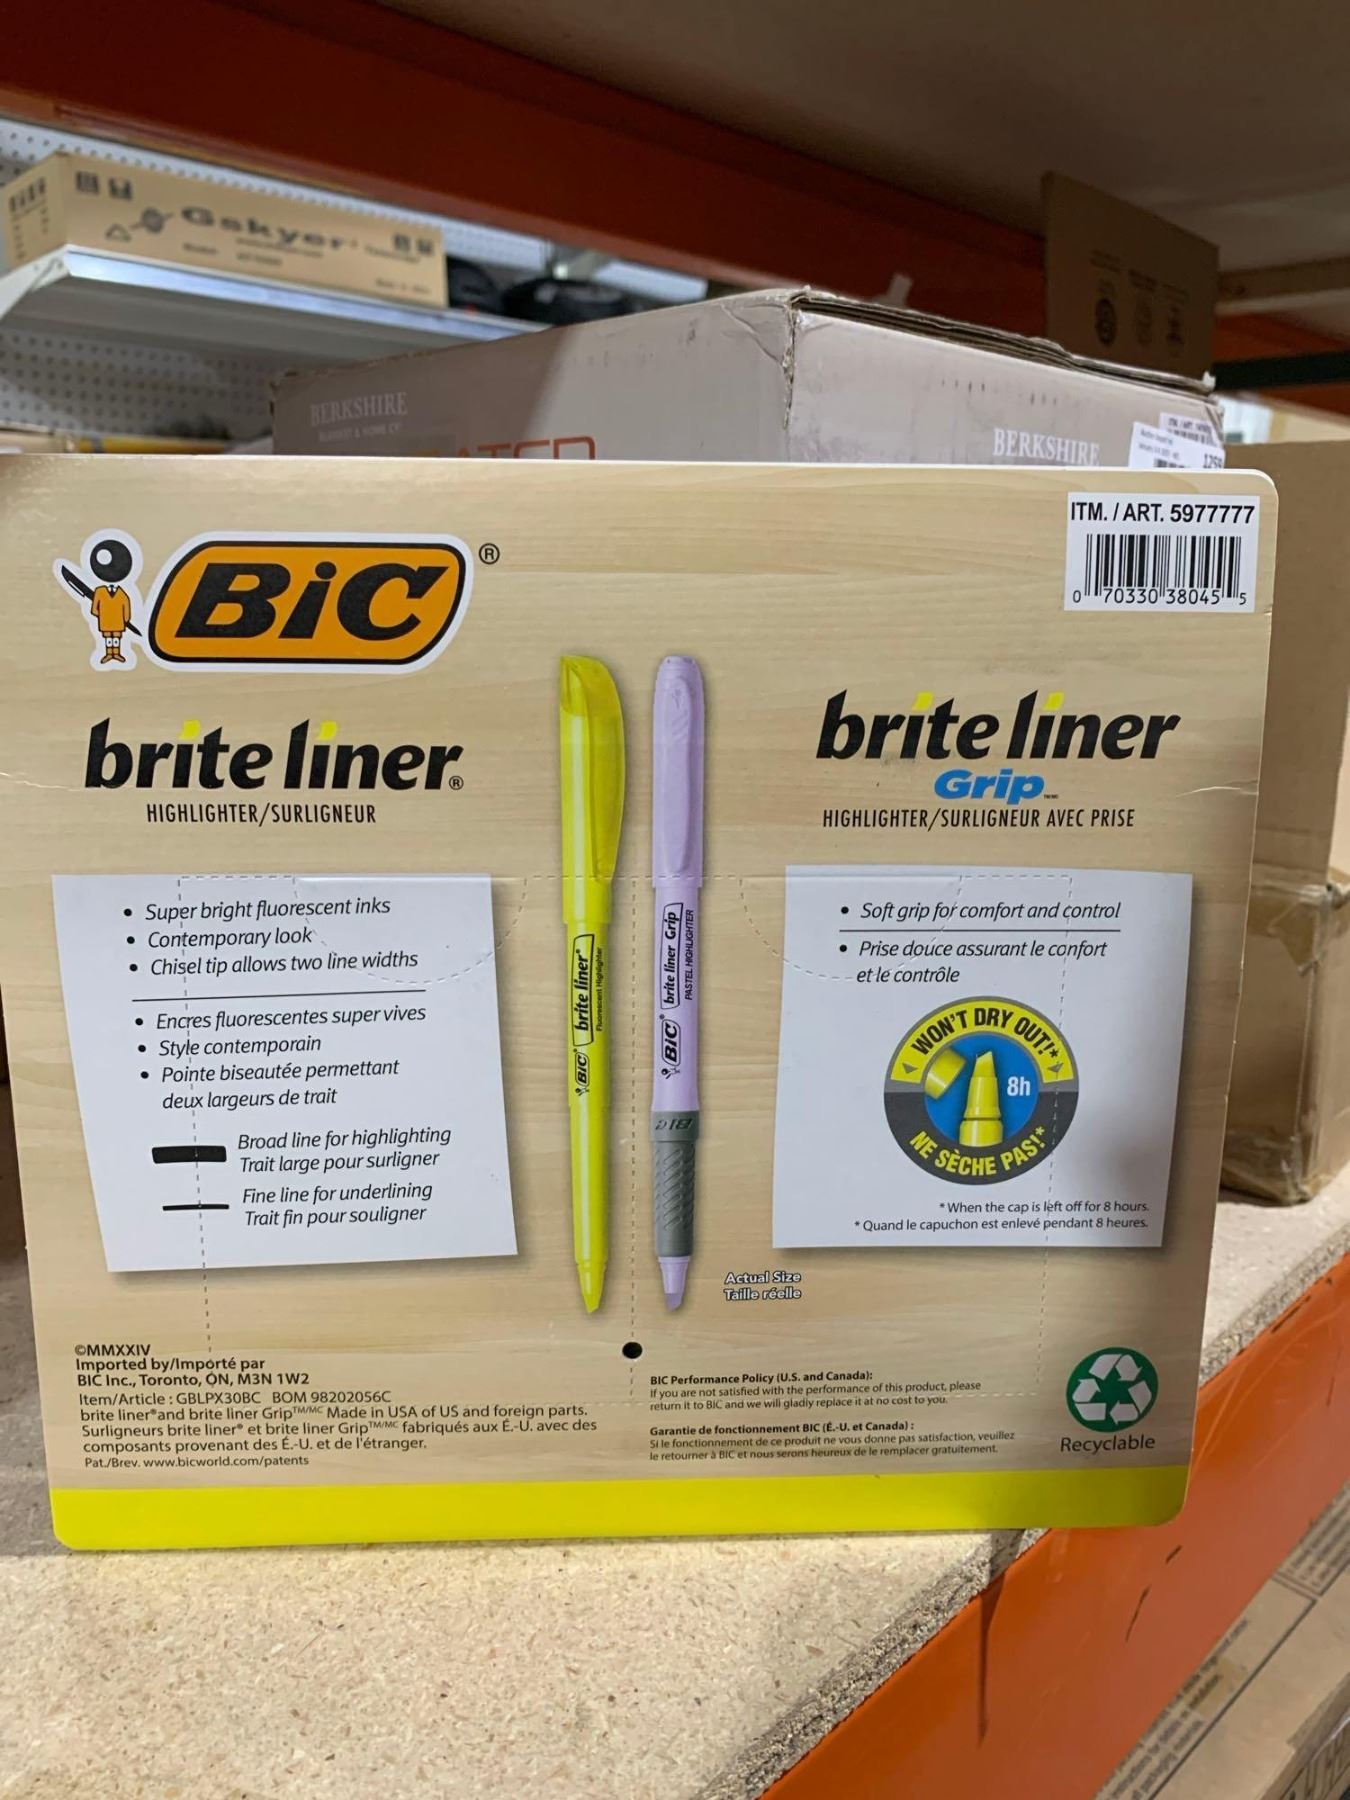 Gskyer
BERKSHIRE
BLANKET & HOME CO
BERKSHIRE
ITM. / ART. 5977777
0 70330 38045 5
BiC ®
brite liner®
HIGHLIGHTER/SURLIGNEUR
brite liner
Grip TM/MC
HIGHLIGHTER/SURLIGNEUR AVEC PRISE
• Super bright fluorescent inks
• Contemporary look
• Chisel tip allows two line widths
• Encres fluorescentes super vives
• Style contemporain
• Pointe biseautée permettant
deux largeurs de trait
Broad line for highlighting
Trait large pour surligner
Fine line for underlining
Trait fin pour souligner
BiC® brite liner®
Fluorescent Highlighter
BiC® brite liner Grip
PASTEL HIGHLIGHTER
BIC
• Soft grip for comfort and control
• Prise douce assurant le confort
et le contrôle
WON'T DRY OUT!*
8h
NE SÈCHE PAS!*
* When the cap is left off for 8 hours.
* Quand le capuchon est enlevé pendant 8 heures.
Actual Size
Taille réelle
©MMXXIV
Imported by/Importé par
BIC Inc., Toronto, ON, M3N 1W2
Item/Article : GBLPX30BC BOM 98202056C
brite liner® and brite liner Grip™/MC Made in USA of US and foreign parts.
Surligneurs brite liner® et brite liner Grip™/MC fabriqués aux É.-U. avec des
composants provenant des É.-U. et de l'étranger.
Pat./Brev. www.bicworld.com/patents
BIC Performance Policy (U.S. and Canada):
If you are not satisfied with the performance of this product, please
return it to BIC and we will gladly replace it at no cost to you.
Garantie de fonctionnement BIC (É.-U. et Canada) :
Si le fonctionnement de ce produit ne vous donne pas satisfaction, veuillez
le retourner à BIC et nous serons heureux de le remplacer gratuitement.
Recyclable